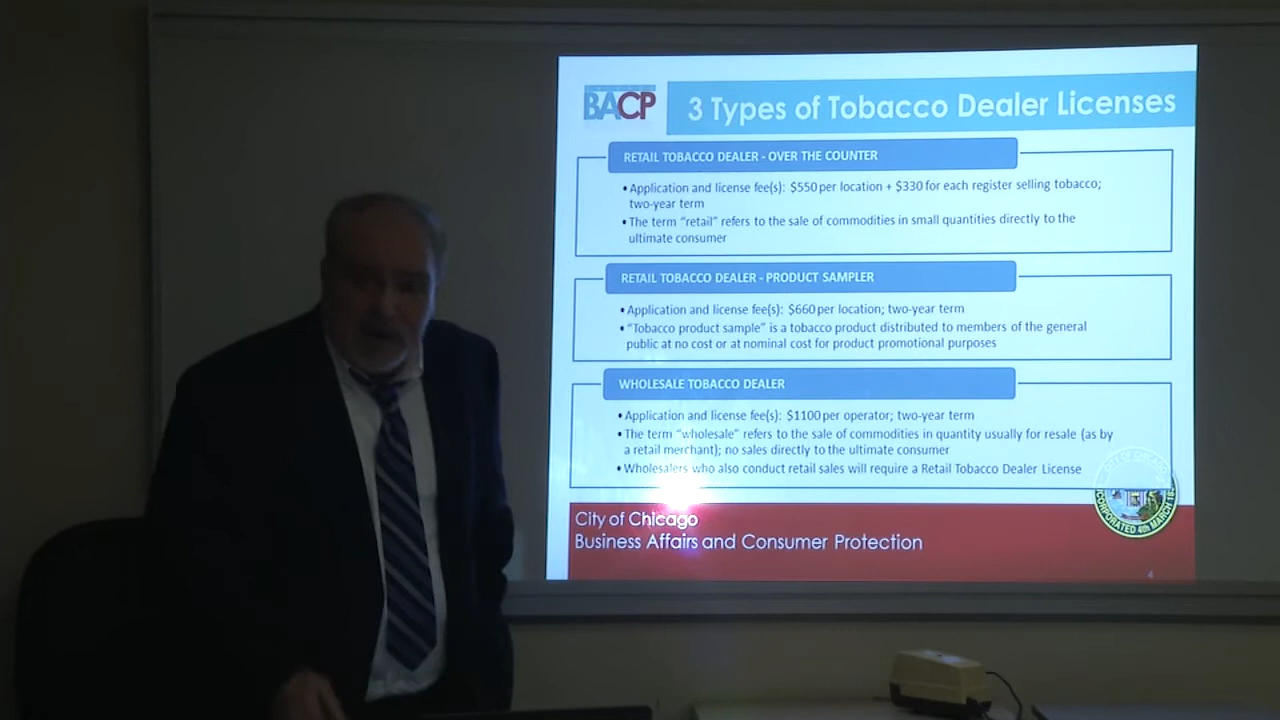 BACP
3 Types of Tobacco Dealer Licenses
RETAIL TOBACCO DEALER - OVER THE COUNTER
• Application and license fee(s): $550 per location + $330 for each register selling tobacco;
two-year term
• The term “retail” refers to the sale of commodities in small quantities directly to the
ultimate consumer
RETAIL TOBACCO DEALER - PRODUCT SAMPLER
• Application and license fee(s): $660 per location; two-year term
• “Tobacco product sample” is a tobacco product distributed to members of the general
public at no cost or at nominal cost for product promotional purposes
WHOLESALE TOBACCO DEALER
• Application and license fee(s): $1100 per operator; two-year term
• The term “wholesale” refers to the sale of commodities in quantity usually for resale (as by
a retail merchant); no sales directly to the ultimate consumer
• Wholesalers who also conduct retail sales will require a Retail Tobacco Dealer License
CITY OF CHICAGO
INCORPORATED 4th MARCH
City of Chicago
Business Affairs and Consumer Protection
4